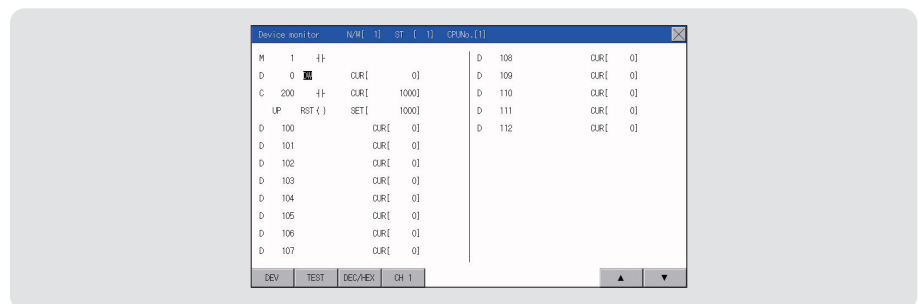 Device monitor N/W[ 1] ST [ 1] CPUNo.[1]
M 1 ┤├
D 0 DW CUR[ 0]
C 200 ┤├ CUR[ 1000]
UP RST ( ) SET[ 1000]
D 100 CUR[ 0]
D 101 CUR[ 0]
D 102 CUR[ 0]
D 103 CUR[ 0]
D 104 CUR[ 0]
D 105 CUR[ 0]
D 106 CUR[ 0]
D 107 CUR[ 0]
D 108 CUR[ 0]
D 109 CUR[ 0]
D 110 CUR[ 0]
D 111 CUR[ 0]
D 112 CUR[ 0]
DEV TEST DEC/HEX CH 1 ▲ ▼